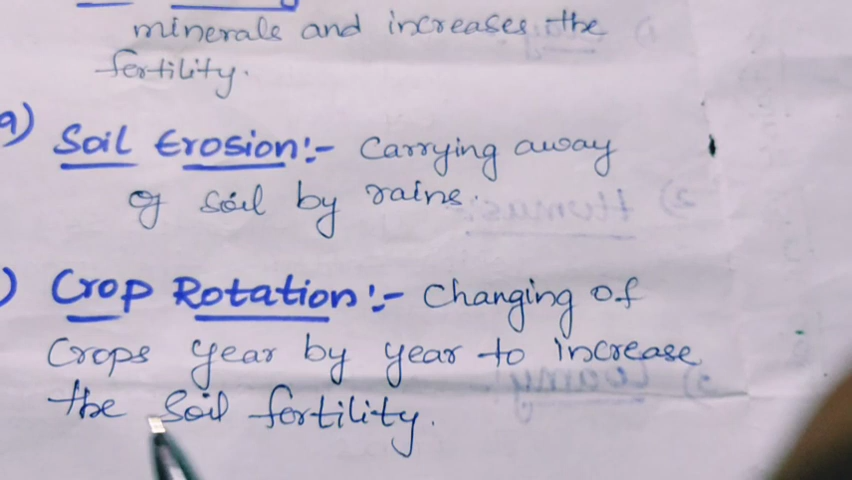 minerals and increases the
fertility.
9) Soil Erosion:- Carrying away
of soil by rains.
) Crop Rotation:- Changing of
Crops year by year to increase
the Soil fertility.